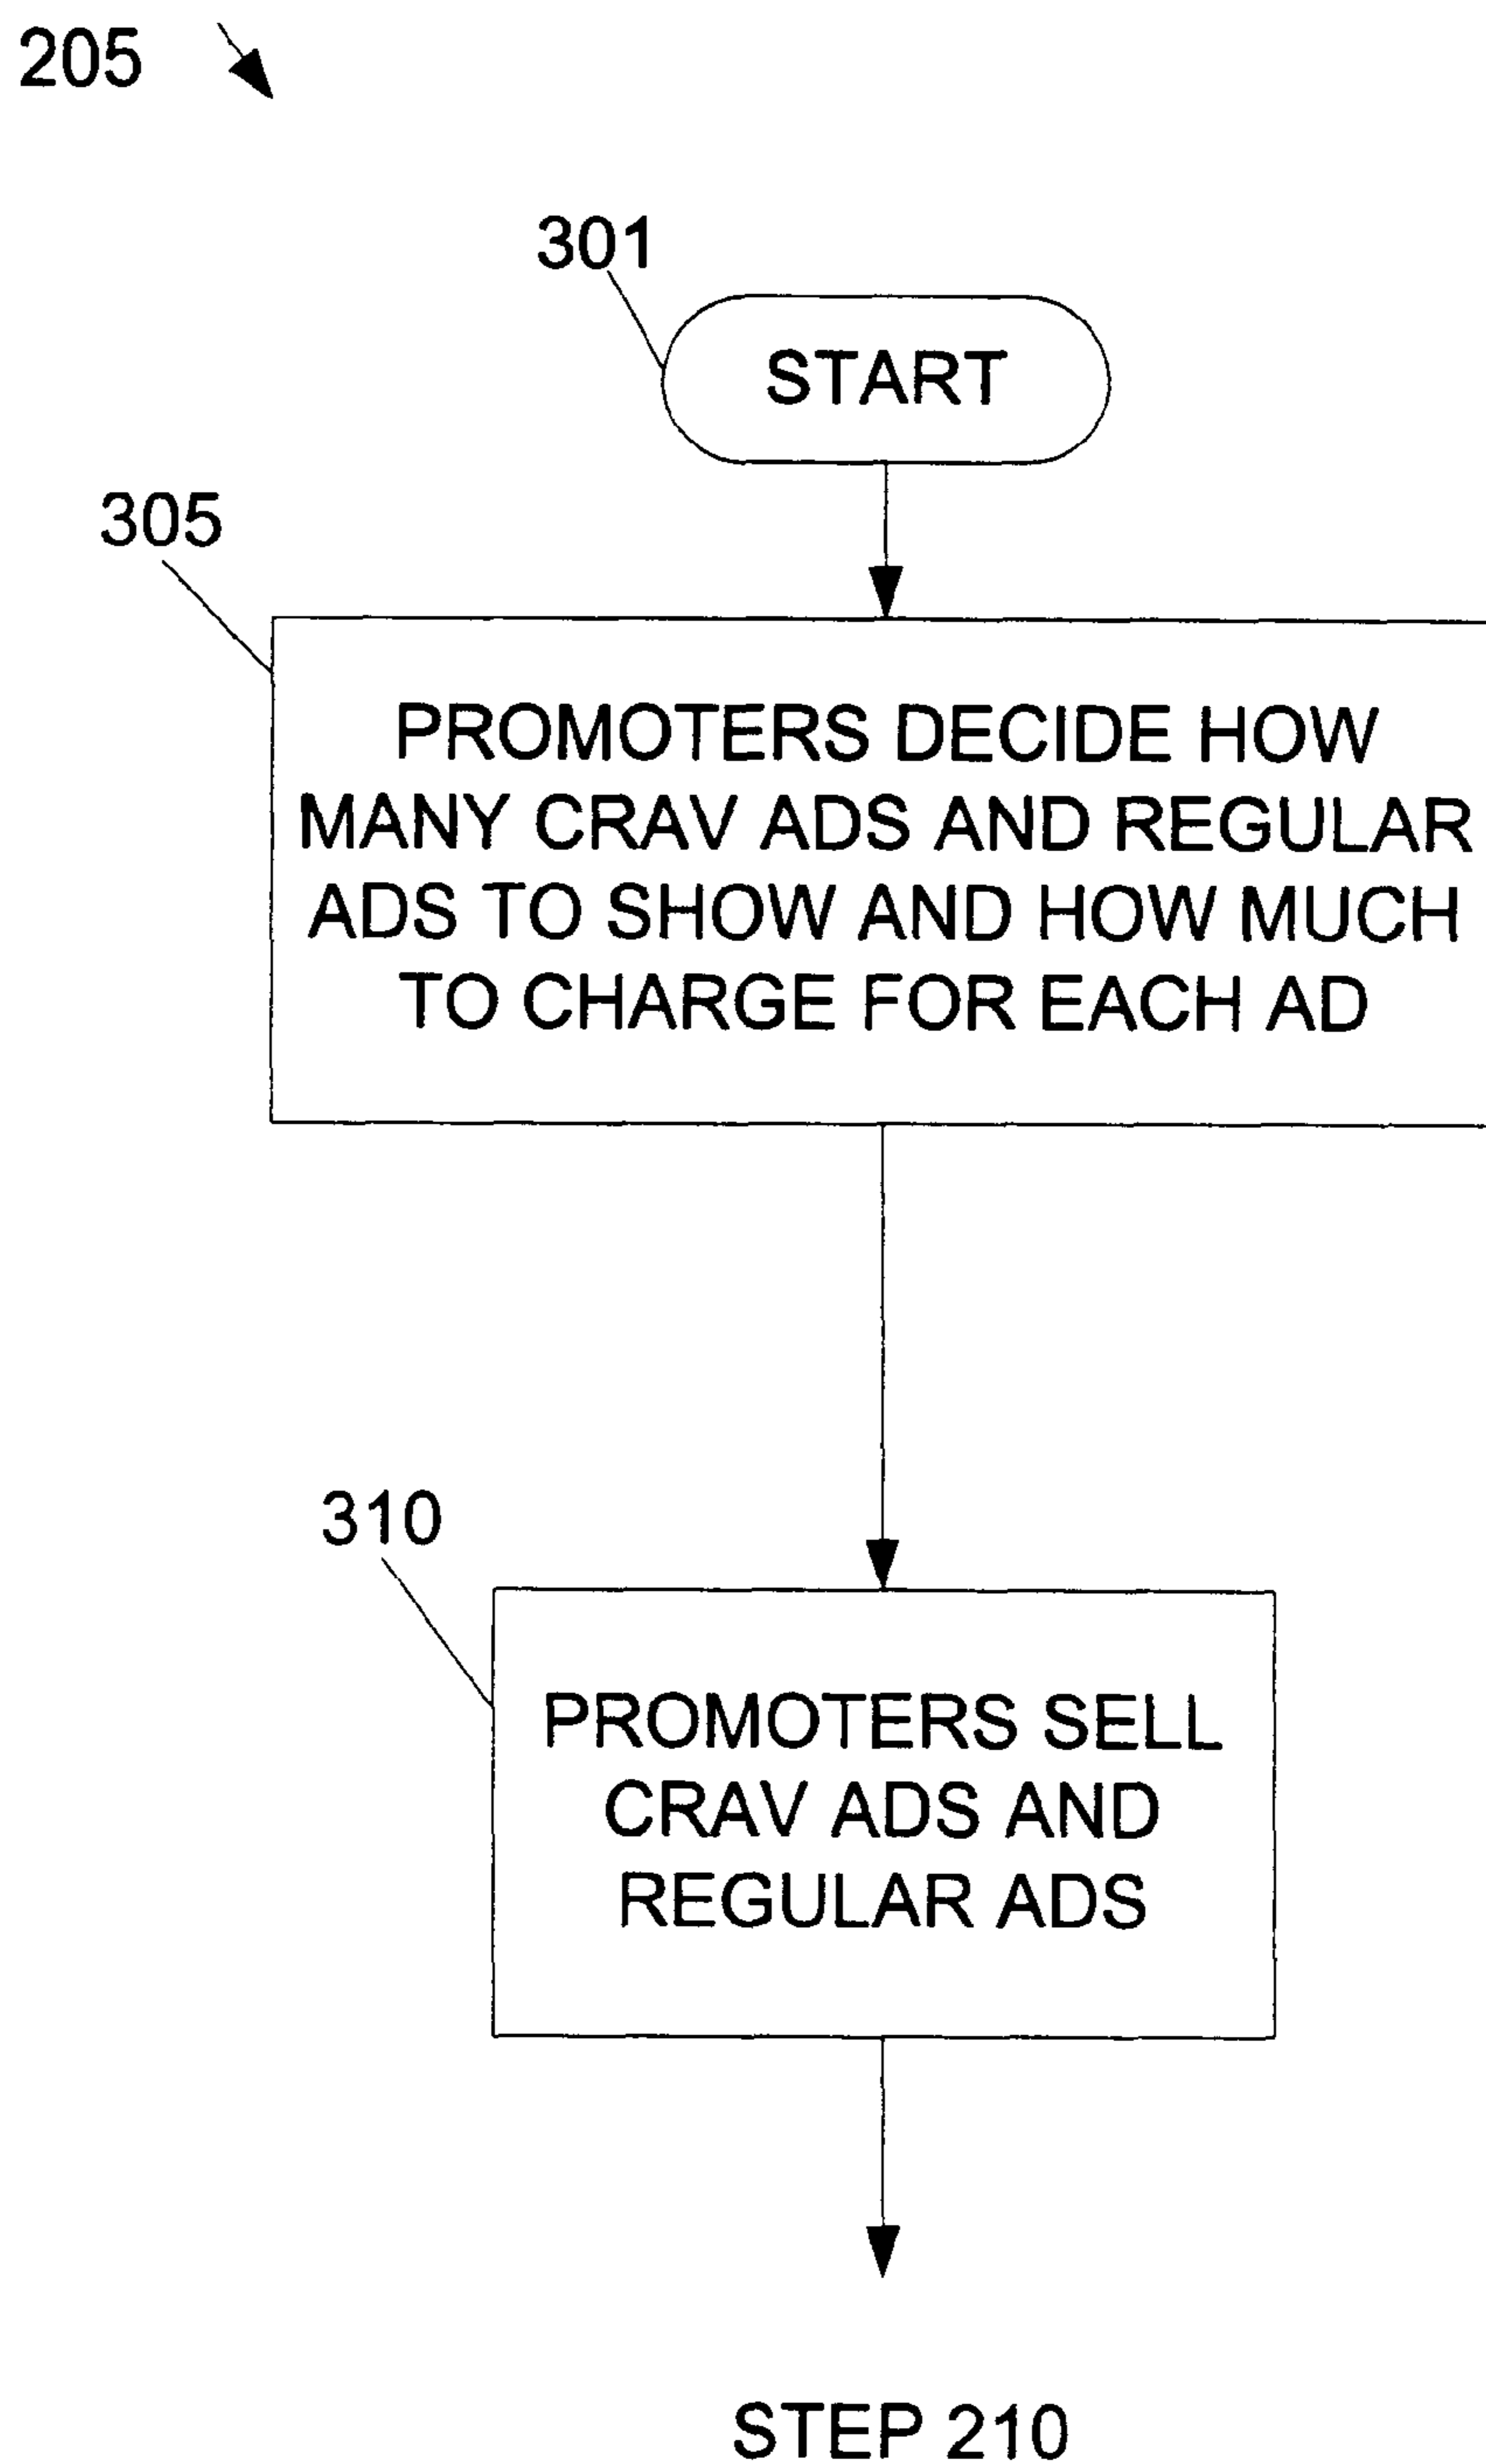 205
301
START
305
PROMOTERS DECIDE HOW
MANY CRAV ADS AND REGULAR
ADS TO SHOW AND HOW MUCH
TO CHARGE FOR EACH AD
310
PROMOTERS SELL
CRAV ADS AND
REGULAR ADS
STEP 210